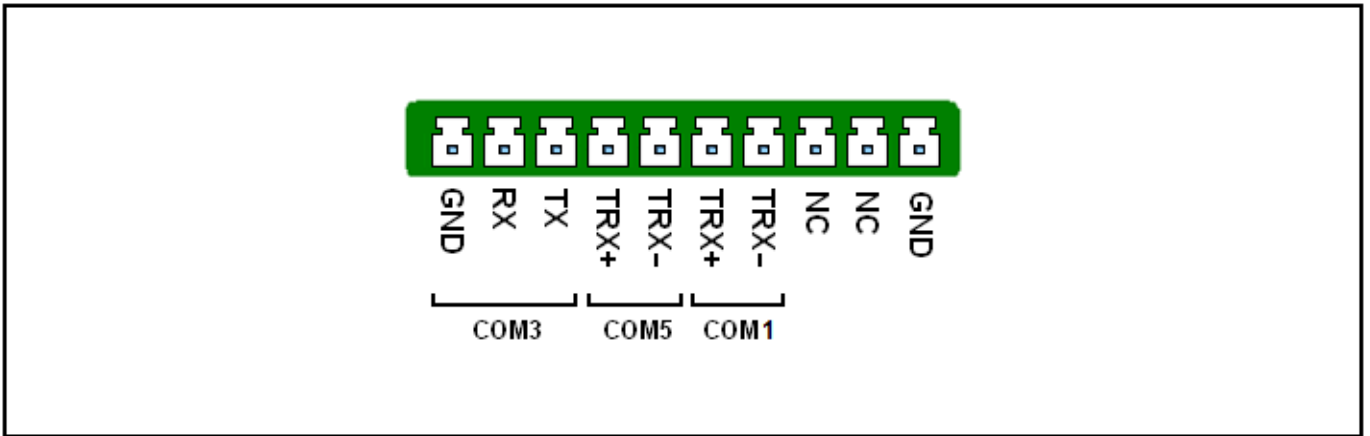 GND RX TX TRX+ TRX- TRX+ TRX- NC NC GND
COM3 COM5 COM1